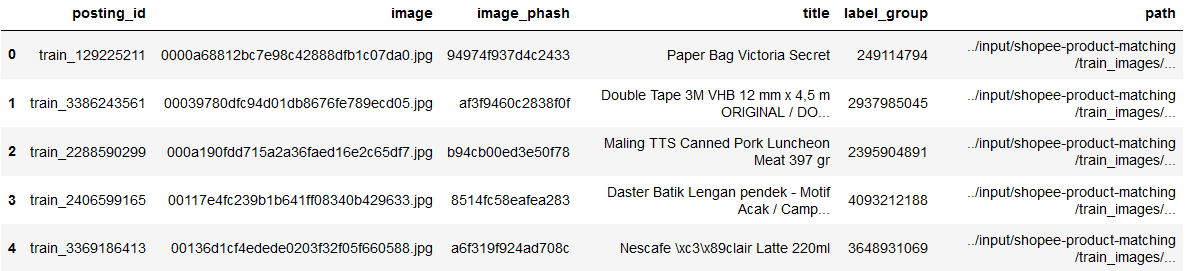 posting_id image image_phash title label_group path
0 train_129225211 0000a68812bc7e98c42888dfb1c07da0.jpg 94974f937d4c2433 Paper Bag Victoria Secret 249114794 ../input/shopee-product-matching
/train_images/...
1 train_3386243561 00039780dfc94d01db8676fe789ecd05.jpg af3f9460c2838f0f Double Tape 3M VHB 12 mm x 4,5 m 2937985045 ../input/shopee-product-matching
ORIGINAL / DO... /train_images/...
2 train_2288590299 000a190fdd715a2a36faed16e2c65df7.jpg b94cb00ed3e50f78 Maling TTS Canned Pork Luncheon 2395904891 ../input/shopee-product-matching
Meat 397 gr /train_images/...
3 train_2406599165 00117e4fc239b1b641ff08340b429633.jpg 8514fc58eafea283 Daster Batik Lengan pendek - Motif 4093212188 ../input/shopee-product-matching
Acak / Camp... /train_images/...
4 train_3369186413 00136d1cf4edede0203f32f05f660588.jpg a6f319f924ad708c Nescafe \xc3\x89clair Latte 220ml 3648931069 ../input/shopee-product-matching
/train_images/...